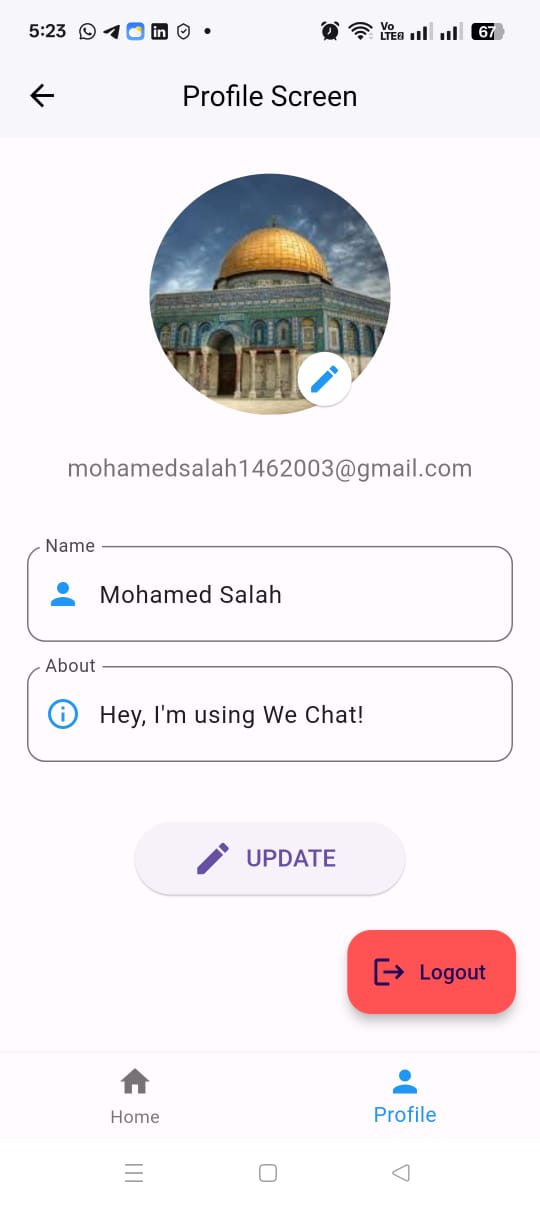 5:23
Vo
LTE2
67
Profile Screen
mohamedsalah1462003@gmail.com
Name
Mohamed Salah
About
Hey, I'm using We Chat!
UPDATE
Logout
Home
Profile